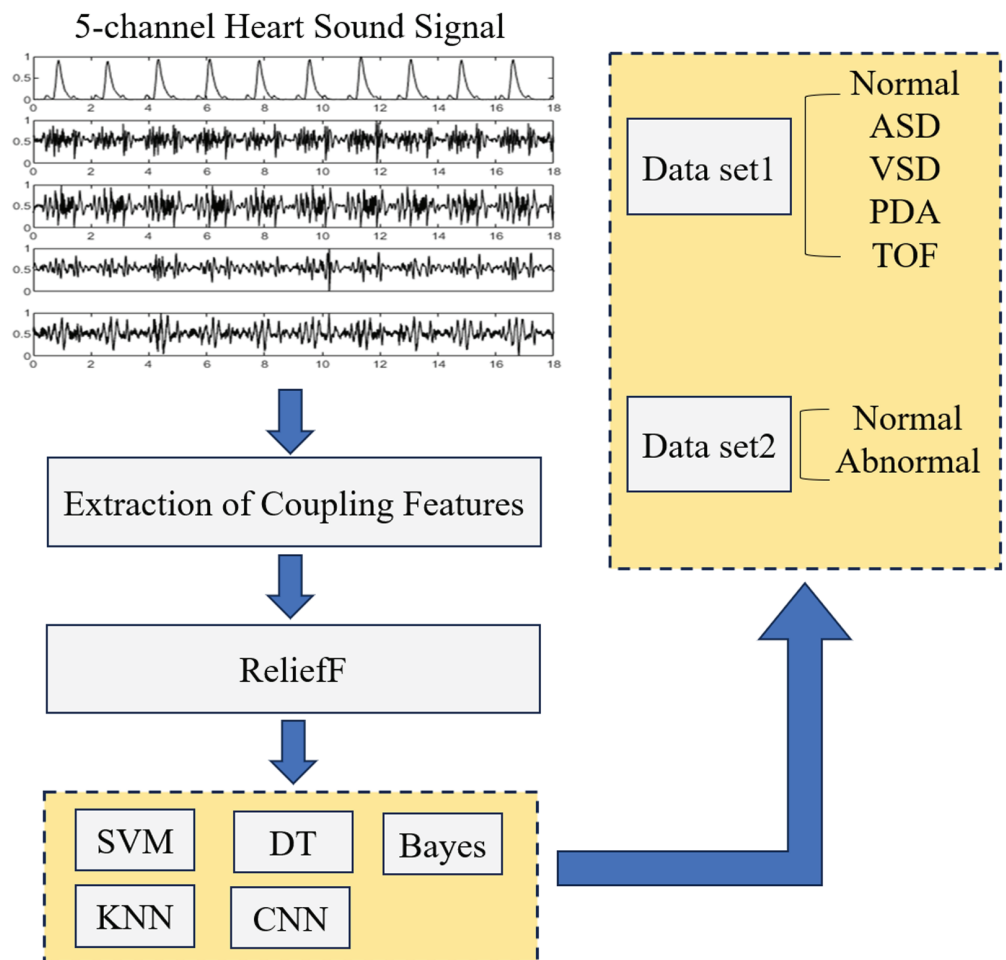 5-channel Heart Sound Signal
1
0.5
0
0 2 4 6 8 10 12 14 16 18
1
0.5
0
0 2 4 6 8 10 12 14 16 18
1
0.5
0
0 2 4 6 8 10 12 14 16 18
1
0.5
0
0 2 4 6 8 10 12 14 16 18
1
0.5
0
0 2 4 6 8 10 12 14 16 18
Extraction of Coupling Features
ReliefF
SVM DT Bayes
KNN CNN
Data set1
Normal
ASD
VSD
PDA
TOF
Data set2
Normal
Abnormal